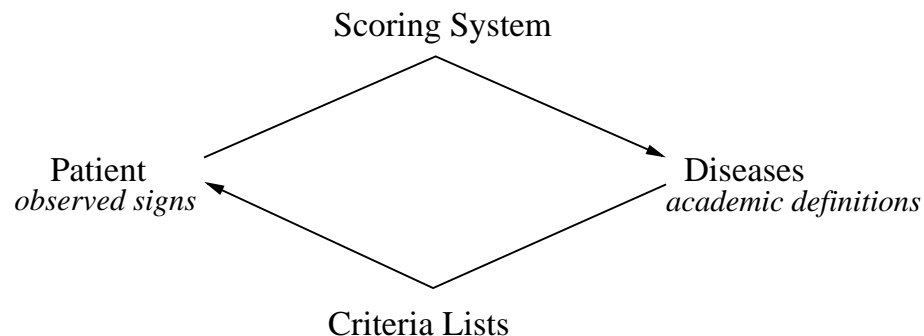 Scoring System
Patient
observed signs
Diseases
academic definitions
Criteria Lists